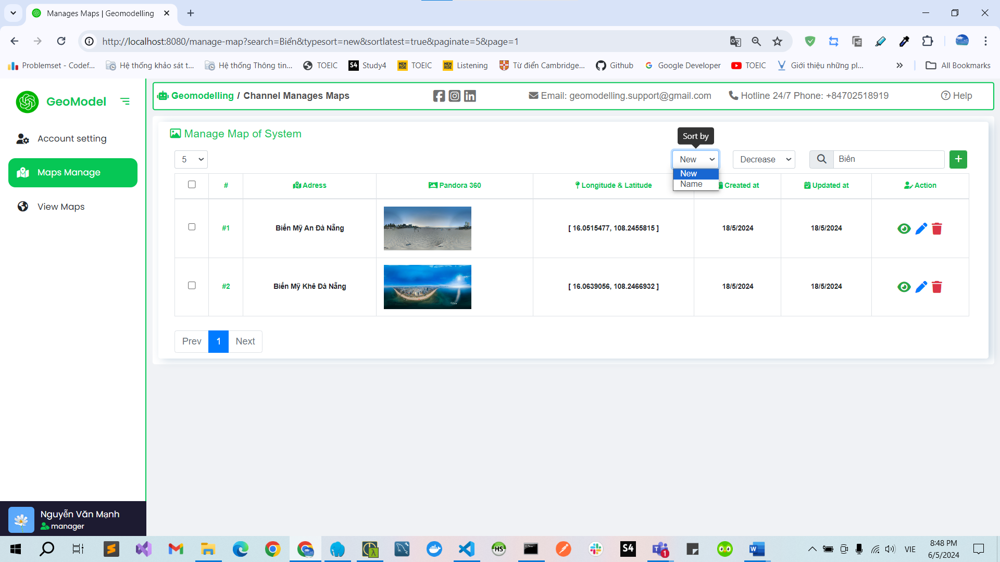 Manages Maps | Geomodelling
http://localhost:8080/manage-map?search=Biển&typesort=new&sortlatest=true&paginate=5&page=1
Problemset - Codef...
Hệ thống khảo sát t...
Hệ thống Thông tin...
TOEIC
S4 Study4
MEM RISE TOEIC
MEM RISE Listening
Từ điển Cambridge...
Github
Google Developer
TOEIC
Giới thiệu những pl...
All Bookmarks
GeoModel
Geomodelling / Channel Manages Maps
Email: geomodelling.support@gmail.com
Hotline 24/7 Phone: +84702518919
Help
Account setting
Maps Manage
View Maps
Manage Map of System
Sort by
5
New
Decrease
Biển
+
New
Name
#
Adress
Pandora 360
Longitude & Latitude
Created at
Updated at
Action
#1
Biển Mỹ An Đà Nẵng
[ 16.0515477, 108.2455815 ]
18/5/2024
18/5/2024
#2
Biển Mỹ Khê Đà Nẵng
[ 16.0639056, 108.2466932 ]
18/5/2024
18/5/2024
Prev
1
Next
Nguyễn Văn Mạnh
manager
HS
S4
1
VIE
8:48 PM
6/5/2024